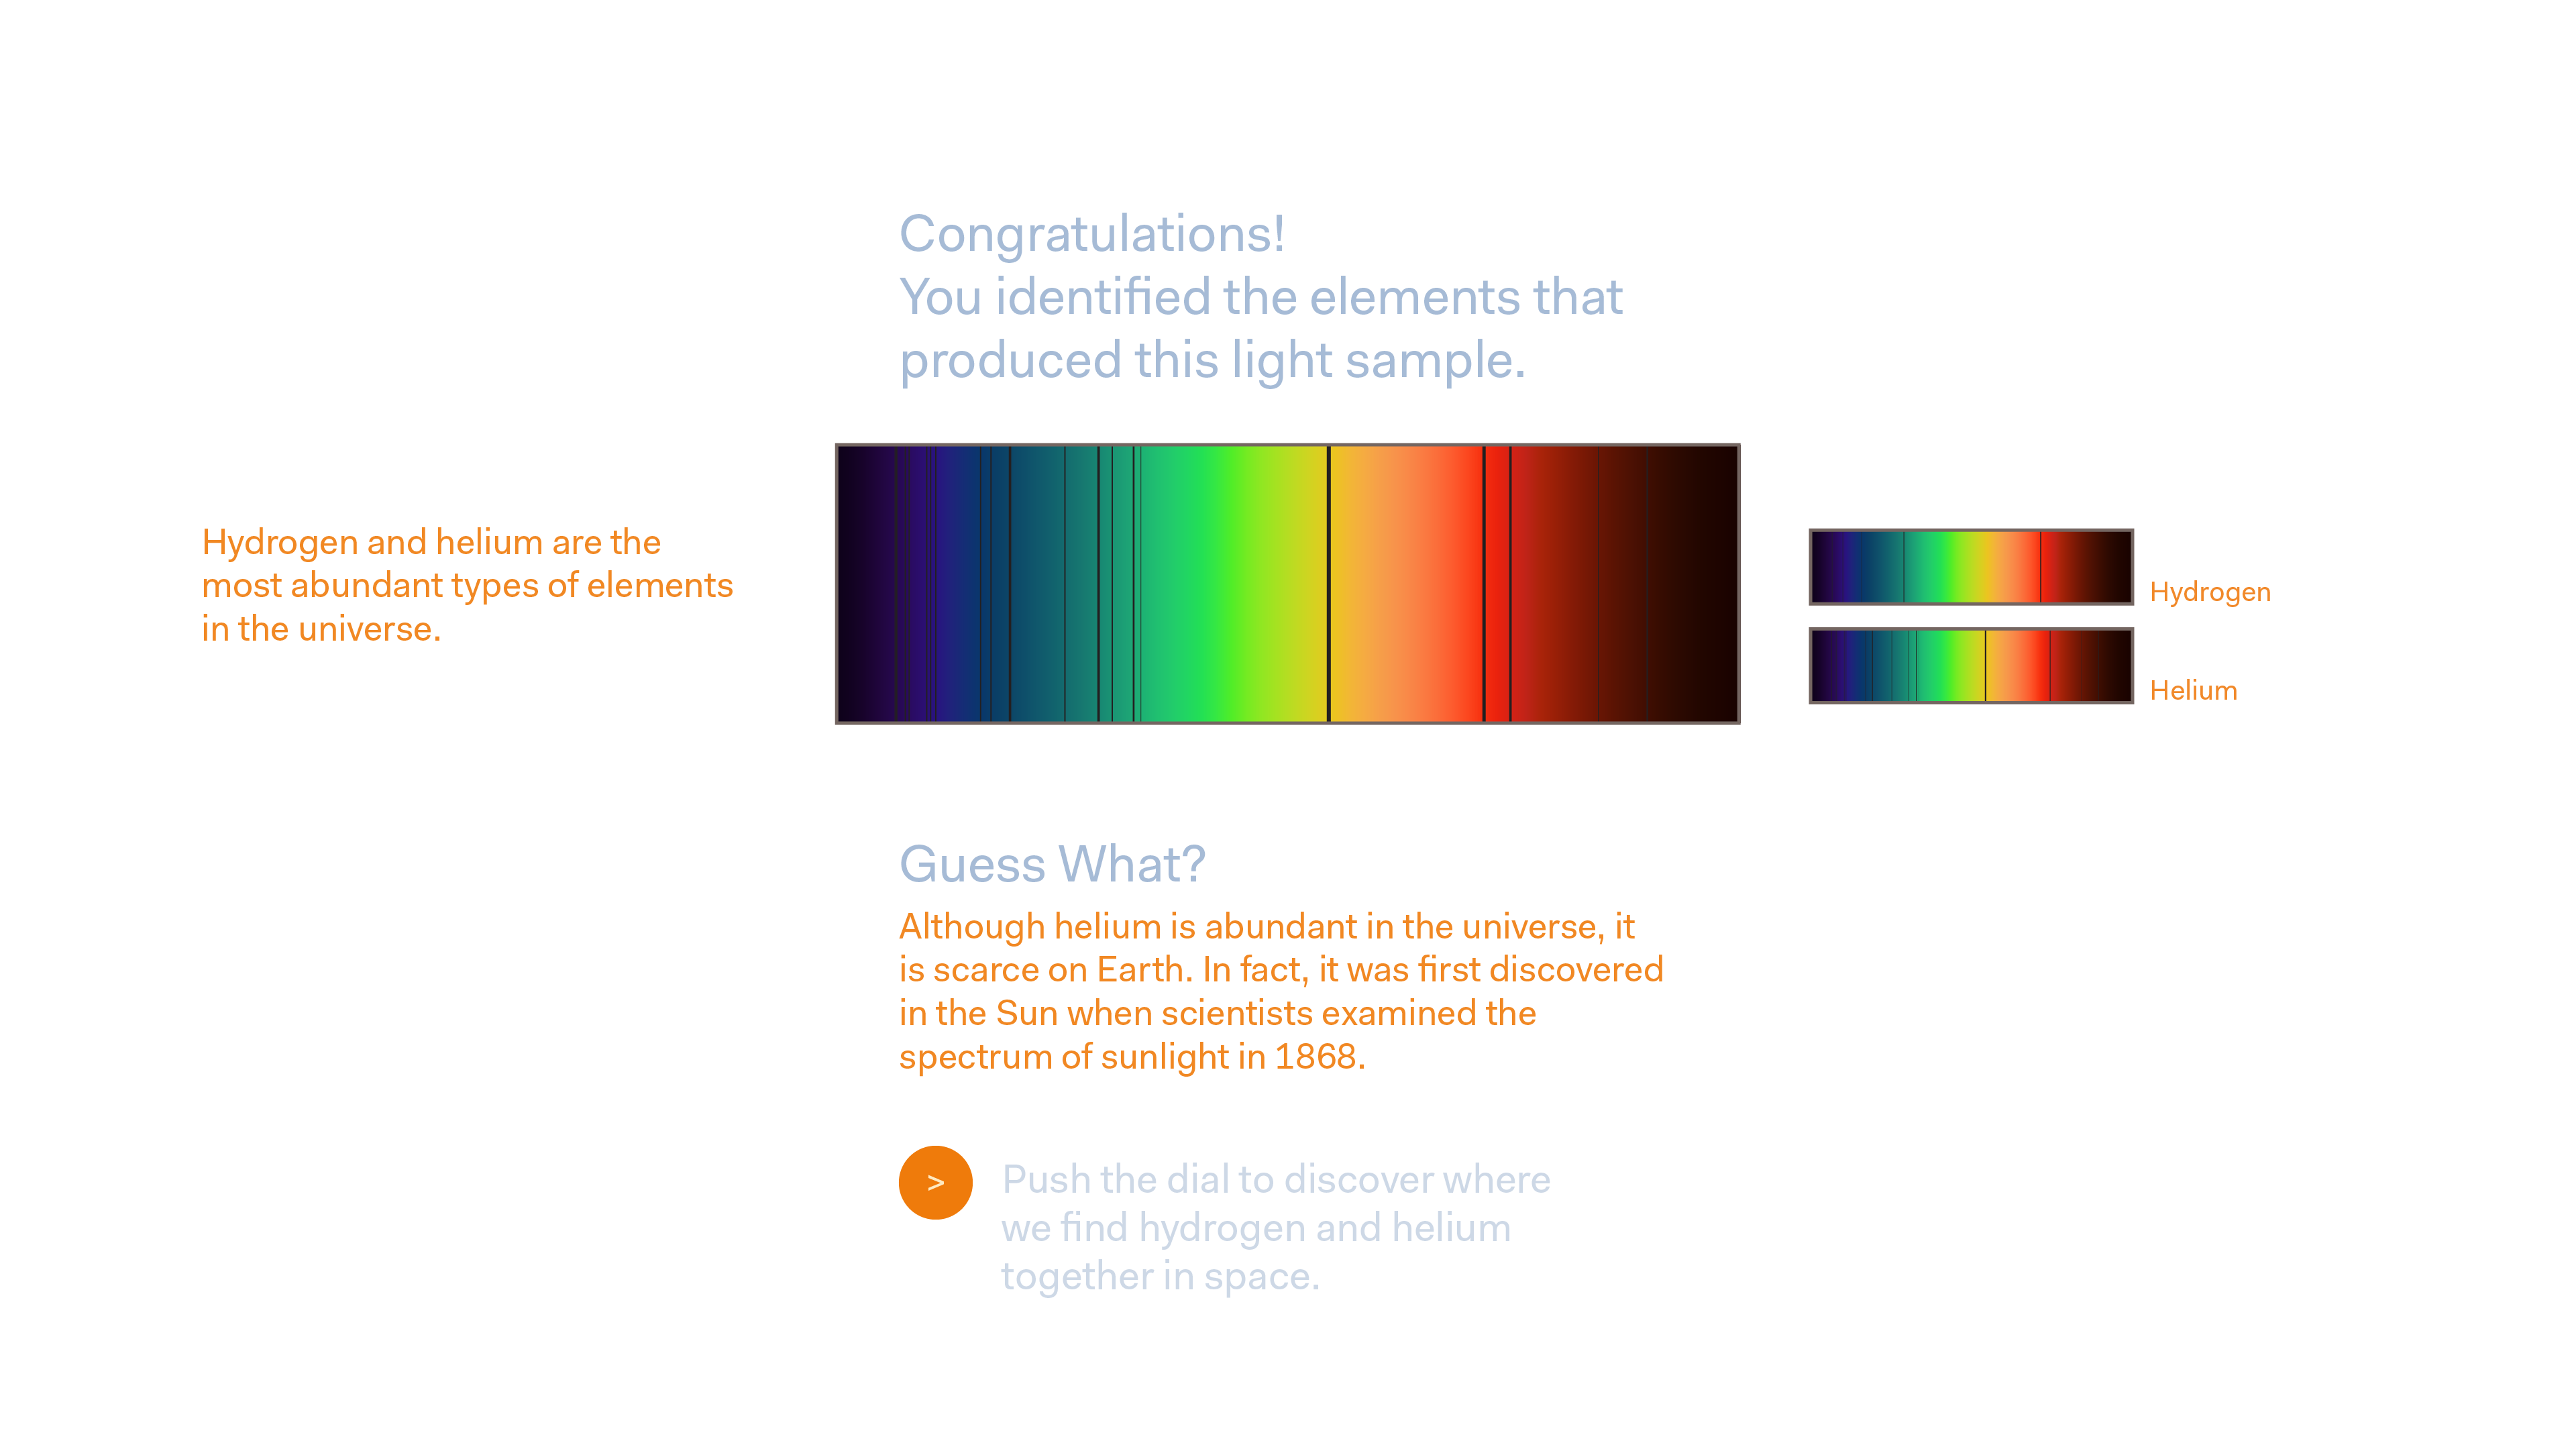 Congratulations!
You identified the elements that
produced this light sample.
Hydrogen and helium are the
most abundant types of elements
in the universe.
Hydrogen
Helium
Guess What?
Although helium is abundant in the universe, it
is scarce on Earth. In fact, it was first discovered
in the Sun when scientists examined the
spectrum of sunlight in 1868.
>
Push the dial to discover where
we find hydrogen and helium
together in space.